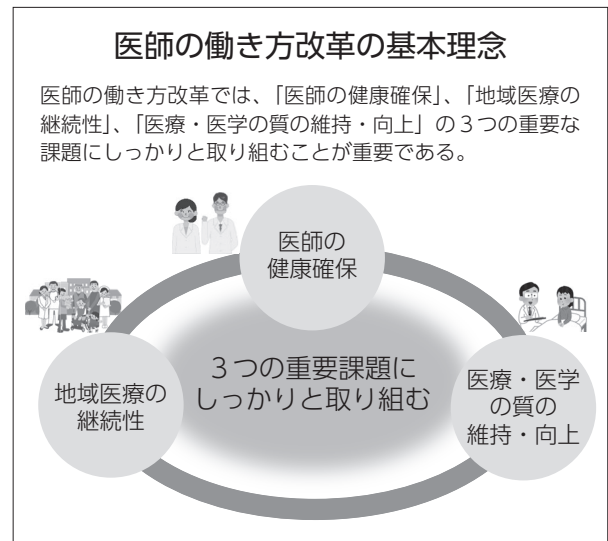 医師の働き方改革の基本理念
医師の働き方改革では、「医師の健康確保」、「地域医療の
継続性」、「医療・医学の質の維持・向上」の３つの重要な
課題にしっかりと取り組むことが重要である。
医師の
健康確保
３つの重要課題に
しっかりと取り組む
地域医療の
継続性
医療・医学
の質の
維持・向上